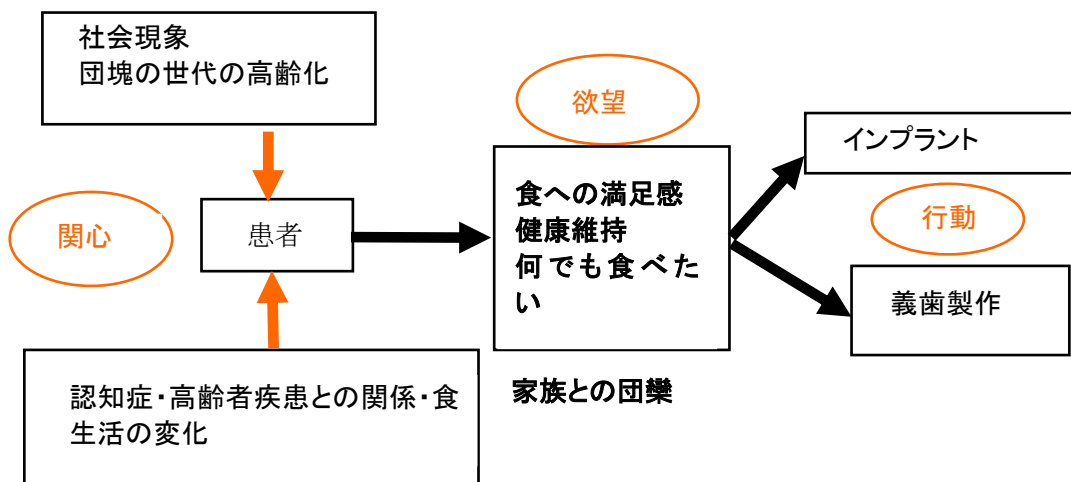 社会現象
団塊の世代の高齢化
欲望
インプラント
関心
患者
食への満足感
健康維持
何でも食べた
い
行動
義歯製作
家族との団欒
認知症・高齢者疾患との関係・食
生活の変化